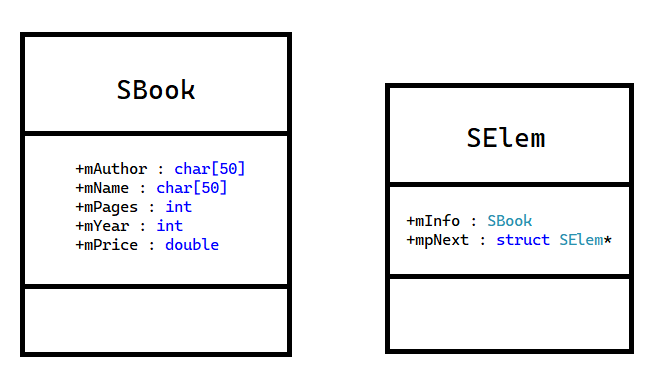 SBook
+mAuthor : char[50]
+mName : char[50]
+mPages : int
+mYear : int
+mPrice : double
SElem
+mInfo : SBook
+mpNext : struct SElem*